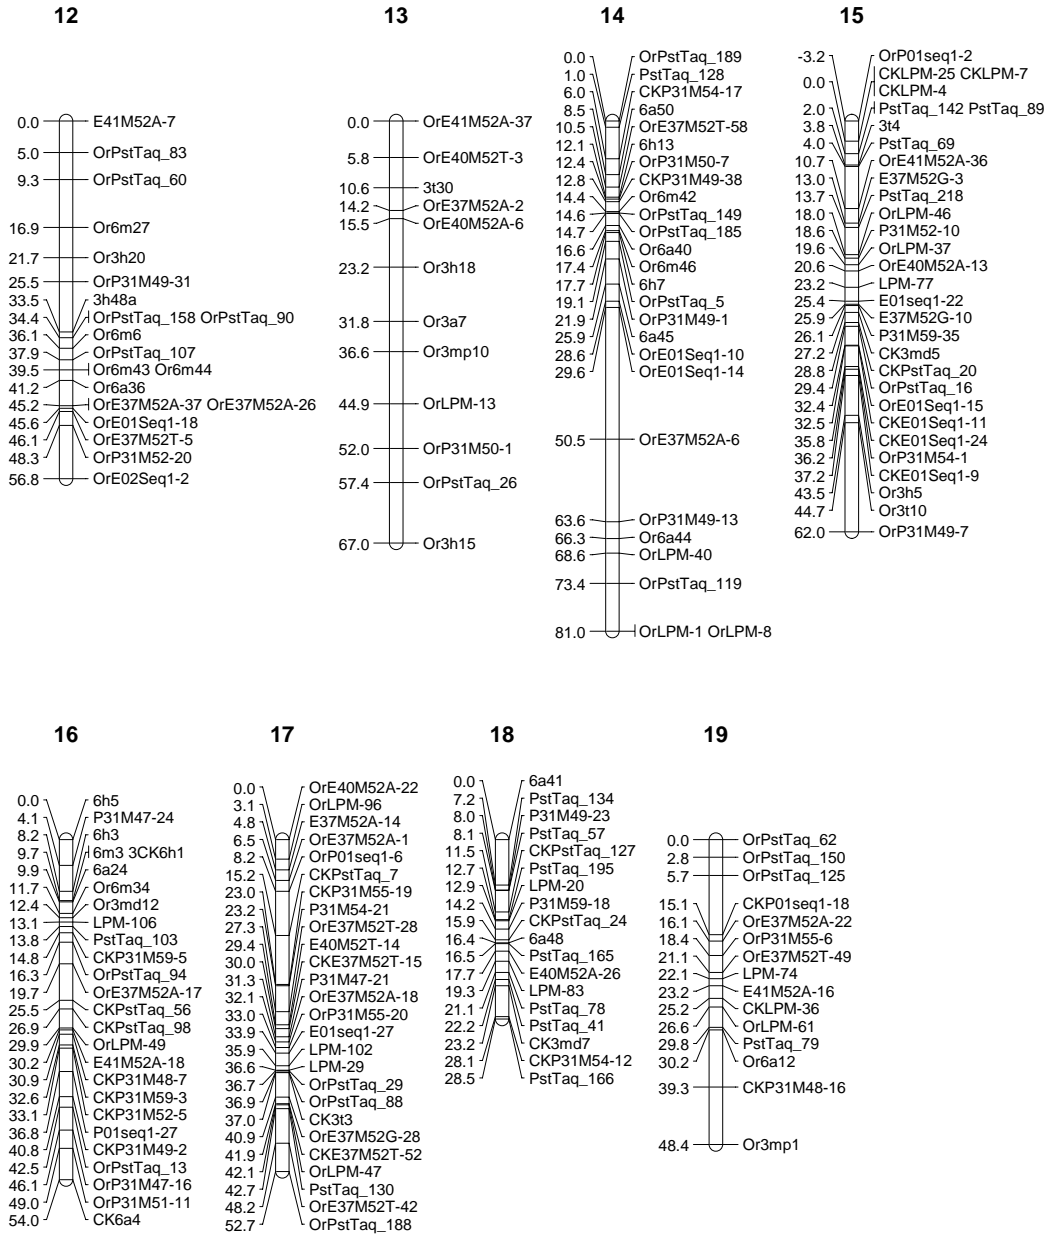 12
0.0 E41M52A-7
5.0 OrPstTaq_83
9.3 OrPstTaq_60
16.9 Or6m27
21.7 Or3h20
25.5 OrP31M49-31
33.5 3h48a
34.4 OrPstTaq_158 OrPstTaq_90
36.1 Or6m6
37.9 OrPstTaq_107
39.5 Or6m43 Or6m44
41.2 Or6a36
45.2 OrE37M52A-37 OrE37M52A-26
45.6 OrE01Seq1-18
46.1 OrE37M52T-5
48.3 OrP31M52-20
56.8 OrE02Seq1-2
13
0.0 OrE41M52A-37
5.8 OrE40M52T-3
10.6 3t30
14.2 OrE37M52A-2
15.5 OrE40M52A-6
23.2 Or3h18
31.8 Or3a7
36.6 Or3mp10
44.9 OrLPM-13
52.0 OrP31M50-1
57.4 OrPstTaq_26
67.0 Or3h15
14
0.0 OrPstTaq_189
1.0 PstTaq_128
6.0 CKP31M54-17
8.5 6a50
10.5 OrE37M52T-58
12.1 6h13
12.4 OrP31M50-7
12.8 CKP31M49-38
14.4 Or6m42
14.6 OrPstTaq_149
14.7 OrPstTaq_185
16.6 Or6a40
17.4 Or6m46
17.7 6h7
19.1 OrPstTaq_5
21.9 OrP31M49-1
25.9 6a45
28.6 OrE01Seq1-10
29.6 OrE01Seq1-14
50.5 OrE37M52A-6
63.6 OrP31M49-13
66.3 Or6a44
68.6 OrLPM-40
73.4 OrPstTaq_119
81.0 OrLPM-1 OrLPM-8
15
-3.2 OrP01seq1-2
CKLPM-25 CKLPM-7
0.0 CKLPM-4
2.0 PstTaq_142 PstTaq_89
3.8 3t4
4.0 PstTaq_69
10.7 OrE41M52A-36
13.0 E37M52G-3
13.7 PstTaq_218
18.0 OrLPM-46
18.6 P31M52-10
19.6 OrLPM-37
20.6 OrE40M52A-13
23.2 LPM-77
25.4 E01seq1-22
25.9 E37M52G-10
26.1 P31M59-35
27.2 CK3md5
28.8 CKPstTaq_20
29.4 OrPstTaq_16
32.4 OrE01Seq1-15
32.5 CKE01Seq1-11
35.8 CKE01Seq1-24
36.2 OrP31M54-1
37.2 CKE01Seq1-9
43.5 Or3h5
44.7 Or3t10
62.0 OrP31M49-7
16
0.0 6h5
4.1 P31M47-24
8.2 6h3
9.7 6m3 3CK6h1
9.9 6a24
11.7 Or6m34
12.4 Or3md12
13.1 LPM-106
13.8 PstTaq_103
14.8 CKP31M59-5
16.3 OrPstTaq_94
19.7 OrE37M52A-17
25.5 CKPstTaq_56
26.9 CKPstTaq_98
29.9 OrLPM-49
30.2 E41M52A-18
30.9 CKP31M48-7
32.6 CKP31M59-3
33.1 CKP31M52-5
36.8 P01seq1-27
40.8 CKP31M49-2
42.5 OrPstTaq_13
46.1 OrP31M47-16
49.0 OrP31M51-11
54.0 CK6a4
17
0.0 OrE40M52A-22
3.1 OrLPM-96
4.8 E37M52A-14
6.5 OrE37M52A-1
8.2 OrP01seq1-6
15.2 CKPstTaq_7
23.0 CKP31M55-19
23.2 P31M54-21
27.3 OrE37M52T-28
29.4 E40M52T-14
30.0 CKE37M52T-15
31.3 P31M47-21
32.1 OrE37M52A-18
33.0 OrP31M55-20
33.9 E01seq1-27
35.9 LPM-102
36.6 LPM-29
36.7 OrPstTaq_29
36.9 OrPstTaq_88
37.0 CK3t3
40.9 OrE37M52G-28
41.9 CKE37M52T-52
42.1 OrLPM-47
42.7 PstTaq_130
48.2 OrE37M52T-42
52.7 OrPstTaq_188
18
0.0 6a41
7.2 PstTaq_134
8.0 P31M49-23
8.1 PstTaq_57
11.5 CKPstTaq_127
12.7 PstTaq_195
12.9 LPM-20
14.2 P31M59-18
15.9 CKPstTaq_24
16.4 6a48
16.5 PstTaq_165
17.7 E40M52A-26
19.3 LPM-83
21.1 PstTaq_78
22.2 PstTaq_41
23.2 CK3md7
28.1 CKP31M54-12
28.5 PstTaq_166
19
0.0 OrPstTaq_62
2.8 OrPstTaq_150
5.7 OrPstTaq_125
15.1 CKP01seq1-18
16.1 OrE37M52A-22
18.4 OrP31M55-6
21.1 OrE37M52T-49
22.1 LPM-74
23.2 E41M52A-16
25.2 CKLPM-36
26.6 OrLPM-61
29.8 PstTaq_79
30.2 Or6a12
39.3 CKP31M48-16
48.4 Or3mp1